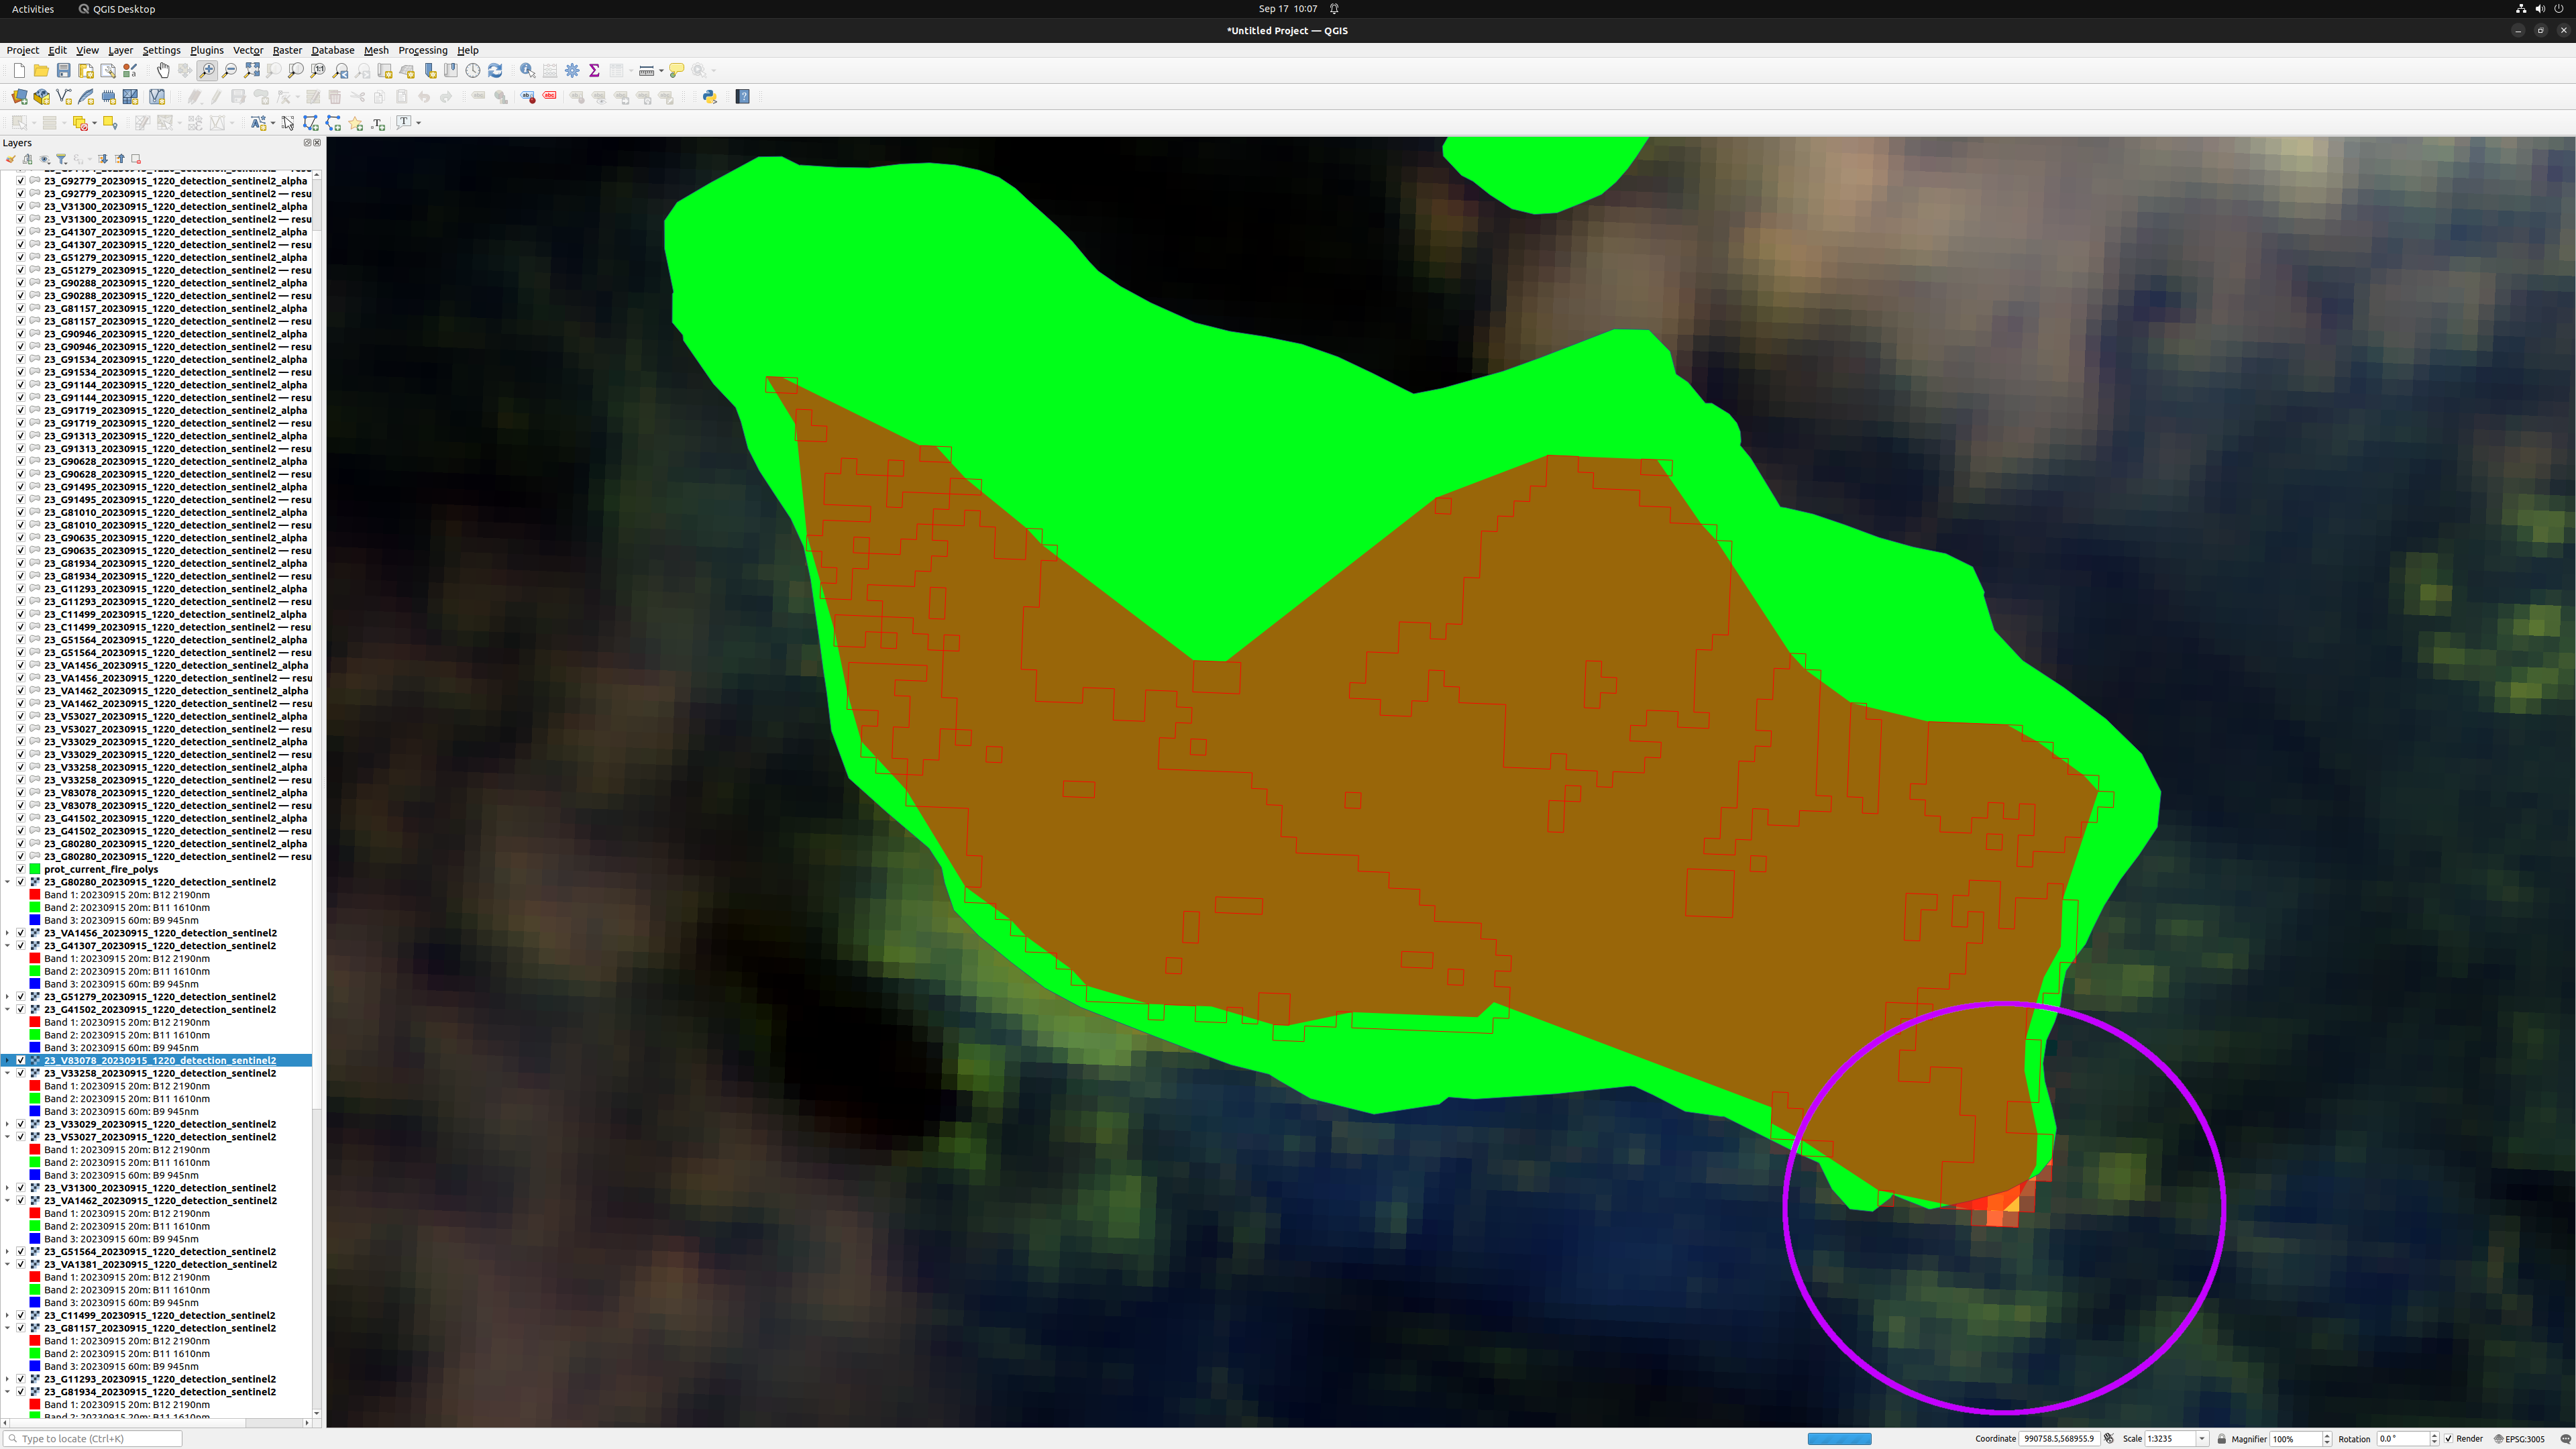 Activities QGIS Desktop Sep 17 10:07
*Untitled Project — QGIS
Project Edit View Layer Settings Plugins Vector Raster Database Mesh Processing Help
Layers
23_G92779_20230915_1220_detection_sentinel2_alpha
23_G92779_20230915_1220_detection_sentinel2 — resu
23_V31300_20230915_1220_detection_sentinel2_alpha
23_V31300_20230915_1220_detection_sentinel2 — resu
23_G41307_20230915_1220_detection_sentinel2_alpha
23_G41307_20230915_1220_detection_sentinel2 — resu
23_G51279_20230915_1220_detection_sentinel2_alpha
23_G51279_20230915_1220_detection_sentinel2 — resu
23_G90288_20230915_1220_detection_sentinel2_alpha
23_G90288_20230915_1220_detection_sentinel2 — resu
23_G81157_20230915_1220_detection_sentinel2_alpha
23_G81157_20230915_1220_detection_sentinel2 — resu
23_G90946_20230915_1220_detection_sentinel2_alpha
23_G90946_20230915_1220_detection_sentinel2 — resu
23_G91534_20230915_1220_detection_sentinel2_alpha
23_G91534_20230915_1220_detection_sentinel2 — resu
23_G91144_20230915_1220_detection_sentinel2_alpha
23_G91144_20230915_1220_detection_sentinel2 — resu
23_G91719_20230915_1220_detection_sentinel2_alpha
23_G91719_20230915_1220_detection_sentinel2 — resu
23_G91313_20230915_1220_detection_sentinel2_alpha
23_G91313_20230915_1220_detection_sentinel2 — resu
23_G90628_20230915_1220_detection_sentinel2_alpha
23_G90628_20230915_1220_detection_sentinel2 — resu
23_G91495_20230915_1220_detection_sentinel2_alpha
23_G91495_20230915_1220_detection_sentinel2 — resu
23_G81010_20230915_1220_detection_sentinel2_alpha
23_G81010_20230915_1220_detection_sentinel2 — resu
23_G90635_20230915_1220_detection_sentinel2_alpha
23_G90635_20230915_1220_detection_sentinel2 — resu
23_G81934_20230915_1220_detection_sentinel2_alpha
23_G81934_20230915_1220_detection_sentinel2 — resu
23_G11293_20230915_1220_detection_sentinel2_alpha
23_G11293_20230915_1220_detection_sentinel2 — resu
23_C11499_20230915_1220_detection_sentinel2_alpha
23_C11499_20230915_1220_detection_sentinel2 — resu
23_G51564_20230915_1220_detection_sentinel2_alpha
23_G51564_20230915_1220_detection_sentinel2 — resu
23_VA1456_20230915_1220_detection_sentinel2_alpha
23_VA1456_20230915_1220_detection_sentinel2 — resu
23_VA1462_20230915_1220_detection_sentinel2_alpha
23_VA1462_20230915_1220_detection_sentinel2 — resu
23_V53027_20230915_1220_detection_sentinel2_alpha
23_V53027_20230915_1220_detection_sentinel2 — resu
23_V33029_20230915_1220_detection_sentinel2_alpha
23_V33029_20230915_1220_detection_sentinel2 — resu
23_V33258_20230915_1220_detection_sentinel2_alpha
23_V33258_20230915_1220_detection_sentinel2 — resu
23_V83078_20230915_1220_detection_sentinel2_alpha
23_V83078_20230915_1220_detection_sentinel2 — resu
23_G41502_20230915_1220_detection_sentinel2_alpha
23_G41502_20230915_1220_detection_sentinel2 — resu
23_G80280_20230915_1220_detection_sentinel2_alpha
23_G80280_20230915_1220_detection_sentinel2 — resu
prot_current_fire_polys
23_G80280_20230915_1220_detection_sentinel2
Band 1: 20230915 20m: B12 2190nm
Band 2: 20230915 20m: B11 1610nm
Band 3: 20230915 60m: B9 945nm
23_VA1456_20230915_1220_detection_sentinel2
23_G41307_20230915_1220_detection_sentinel2
Band 1: 20230915 20m: B12 2190nm
Band 2: 20230915 20m: B11 1610nm
Band 3: 20230915 60m: B9 945nm
23_G51279_20230915_1220_detection_sentinel2
23_G41502_20230915_1220_detection_sentinel2
Band 1: 20230915 20m: B12 2190nm
Band 2: 20230915 20m: B11 1610nm
Band 3: 20230915 60m: B9 945nm
23_V83078_20230915_1220_detection_sentinel2
23_V33258_20230915_1220_detection_sentinel2
Band 1: 20230915 20m: B12 2190nm
Band 2: 20230915 20m: B11 1610nm
Band 3: 20230915 60m: B9 945nm
23_V33029_20230915_1220_detection_sentinel2
23_V53027_20230915_1220_detection_sentinel2
Band 1: 20230915 20m: B12 2190nm
Band 2: 20230915 20m: B11 1610nm
Band 3: 20230915 60m: B9 945nm
23_V31300_20230915_1220_detection_sentinel2
23_VA1462_20230915_1220_detection_sentinel2
Band 1: 20230915 20m: B12 2190nm
Band 2: 20230915 20m: B11 1610nm
Band 3: 20230915 60m: B9 945nm
23_G51564_20230915_1220_detection_sentinel2
23_VA1381_20230915_1220_detection_sentinel2
Band 1: 20230915 20m: B12 2190nm
Band 2: 20230915 20m: B11 1610nm
Band 3: 20230915 60m: B9 945nm
23_C11499_20230915_1220_detection_sentinel2
23_G81157_20230915_1220_detection_sentinel2
Band 1: 20230915 20m: B12 2190nm
Band 2: 20230915 20m: B11 1610nm
Band 3: 20230915 60m: B9 945nm
23_G11293_20230915_1220_detection_sentinel2
23_G81934_20230915_1220_detection_sentinel2
Band 1: 20230915 20m: B12 2190nm
Band 2: 20230915 20m: B11 1610nm
Type to locate (Ctrl+K) Coordinate 990758.5,568955.9 Scale 1:3235 Magnifier 100% Rotation 0.0 ° Render EPSG:3005